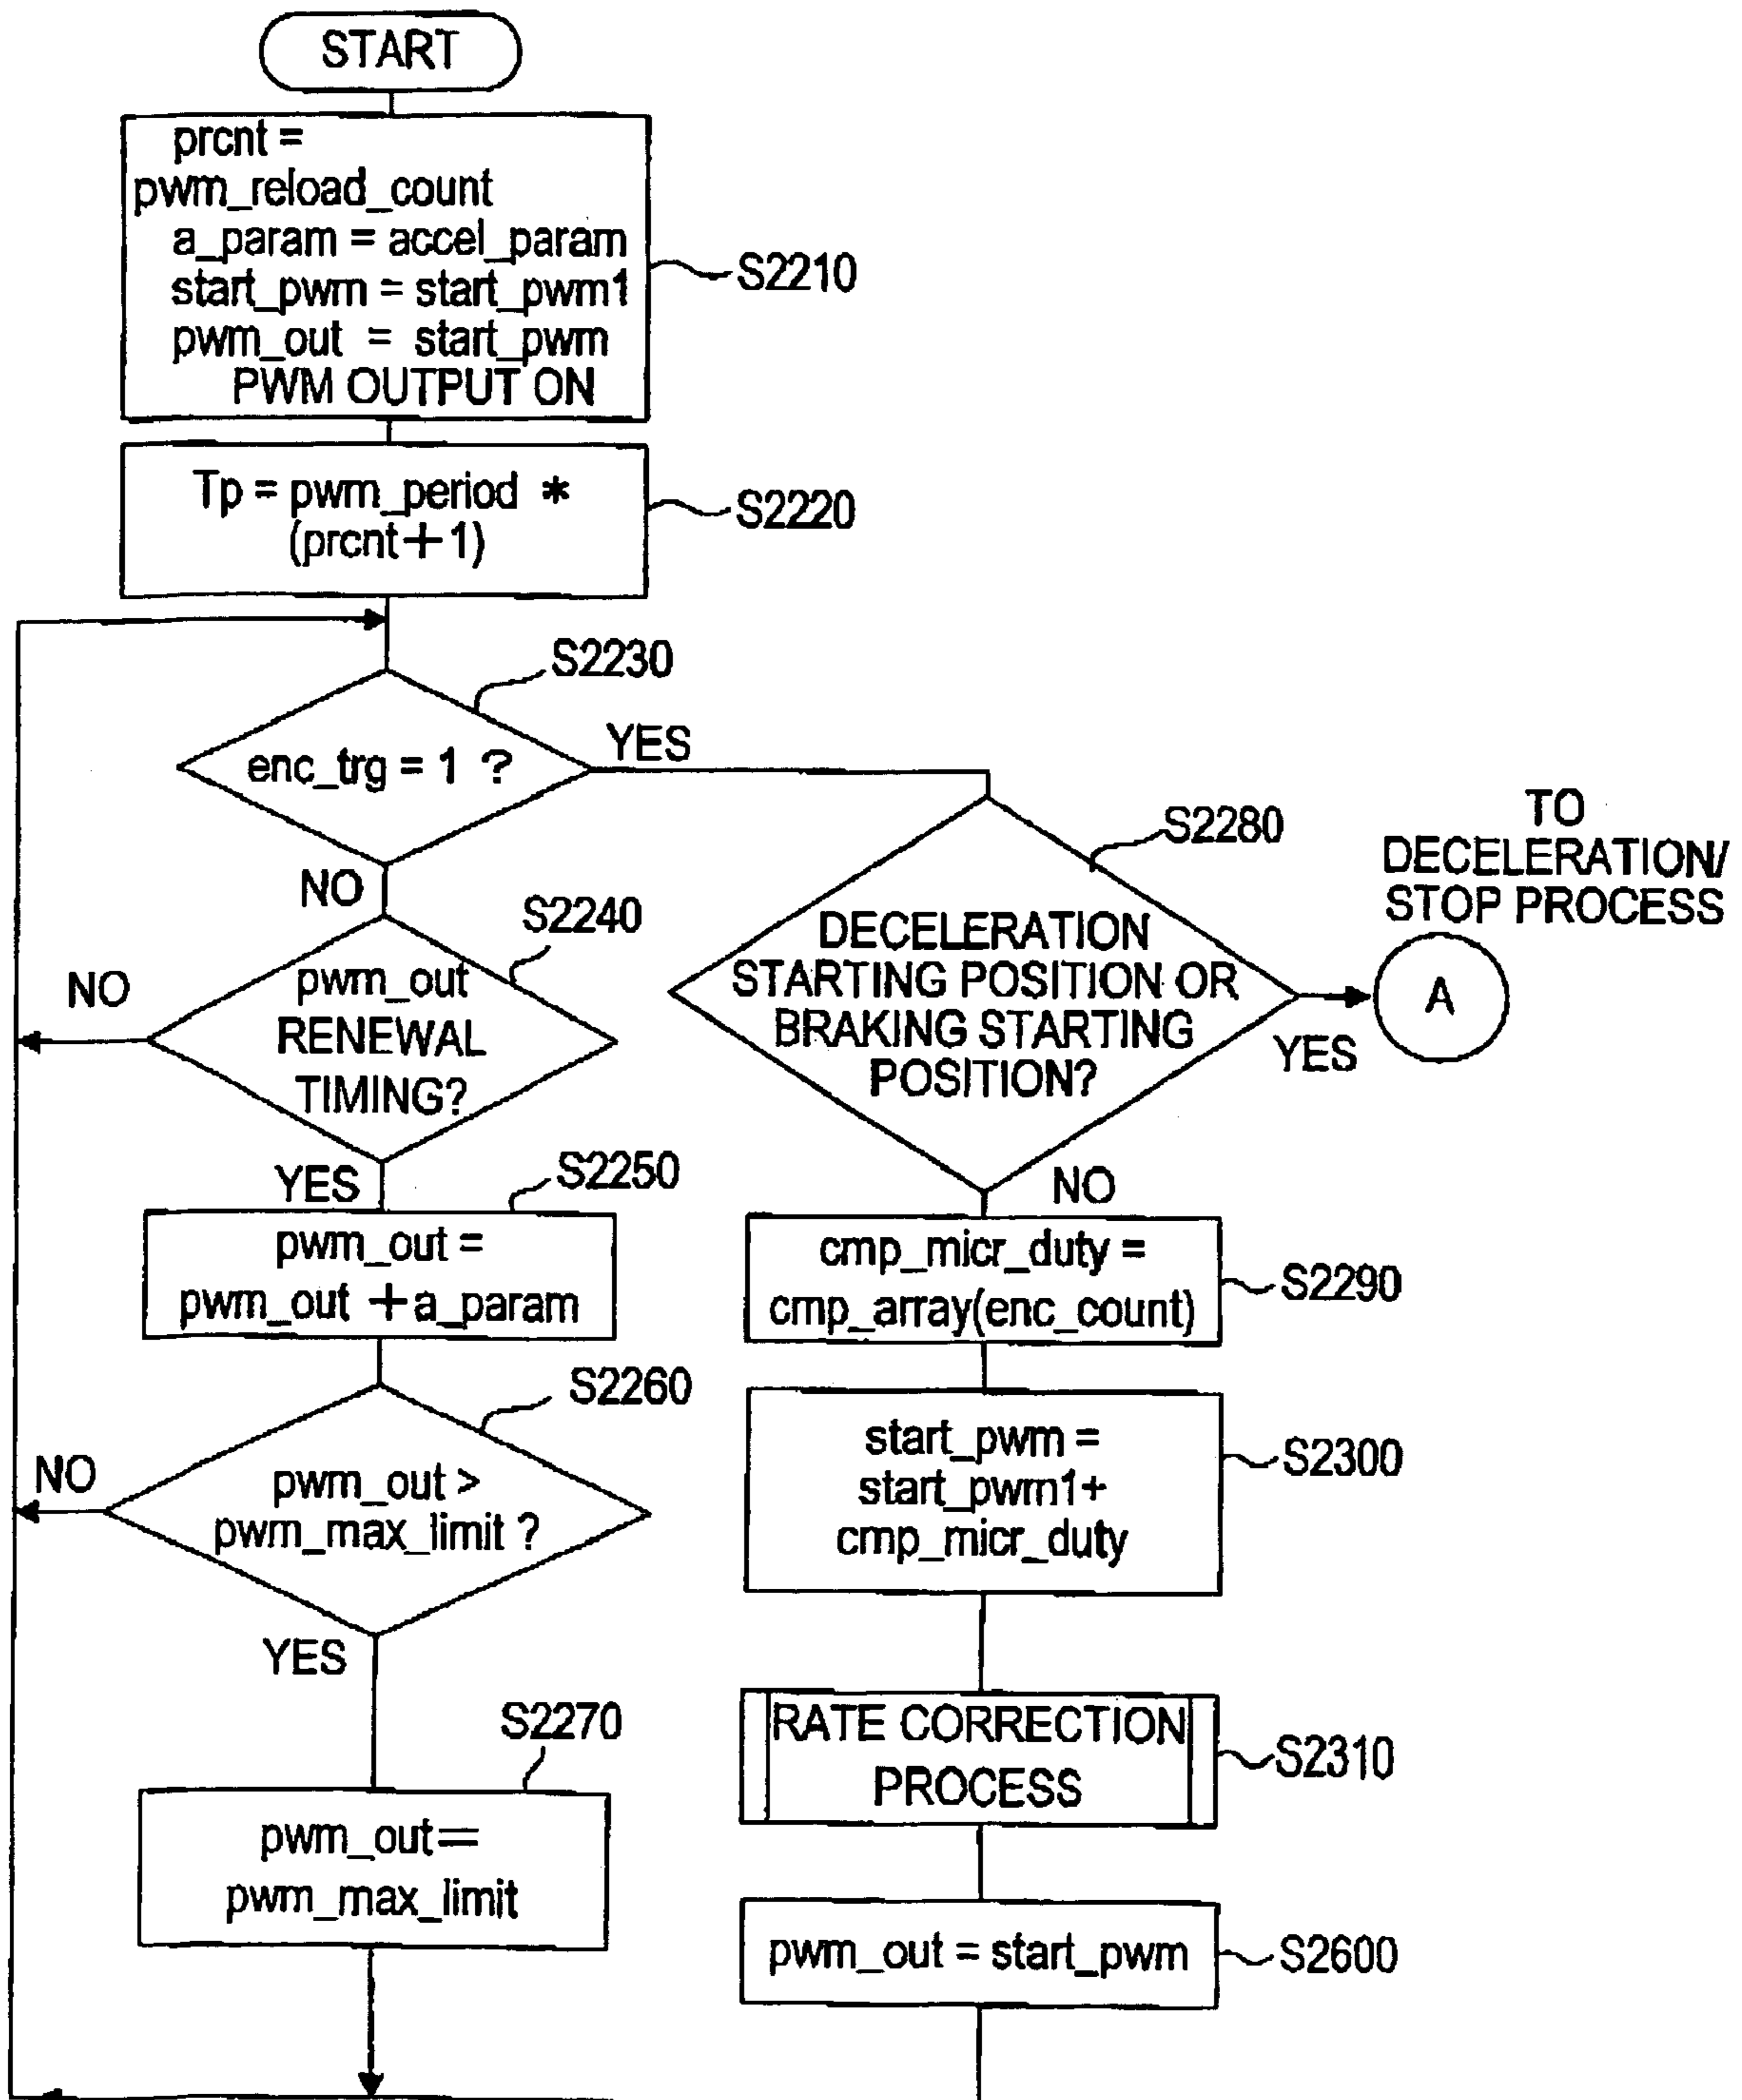 START
prcnt =
pwm_reload_count
a_param = accel_param
start_pwm = start_pwm1
pwm_out = start_pwm
PWM OUTPUT ON
S2210
Tp = pwm_period *
(prcnt+1)
S2220
S2230
enc_trg = 1 ?
YES
NO
S2240
pwm_out
RENEWAL
TIMING?
NO
YES
S2250
pwm_out =
pwm_out +a_param
S2260
pwm_out >
pwm_max_limit ?
NO
YES
S2270
pwm_out=
pwm_max_limit
S2280
DECELERATION
STARTING POSITION OR
BRAKING STARTING
POSITION?
YES
TO
DECELERATION/
STOP PROCESS
A
NO
cmp_micr_duty =
cmp_array(enc_count)
S2290
start_pwm =
start_pwm1+
cmp_micr_duty
S2300
RATE CORRECTION
PROCESS
S2310
pwm_out = start_pwm
S2600